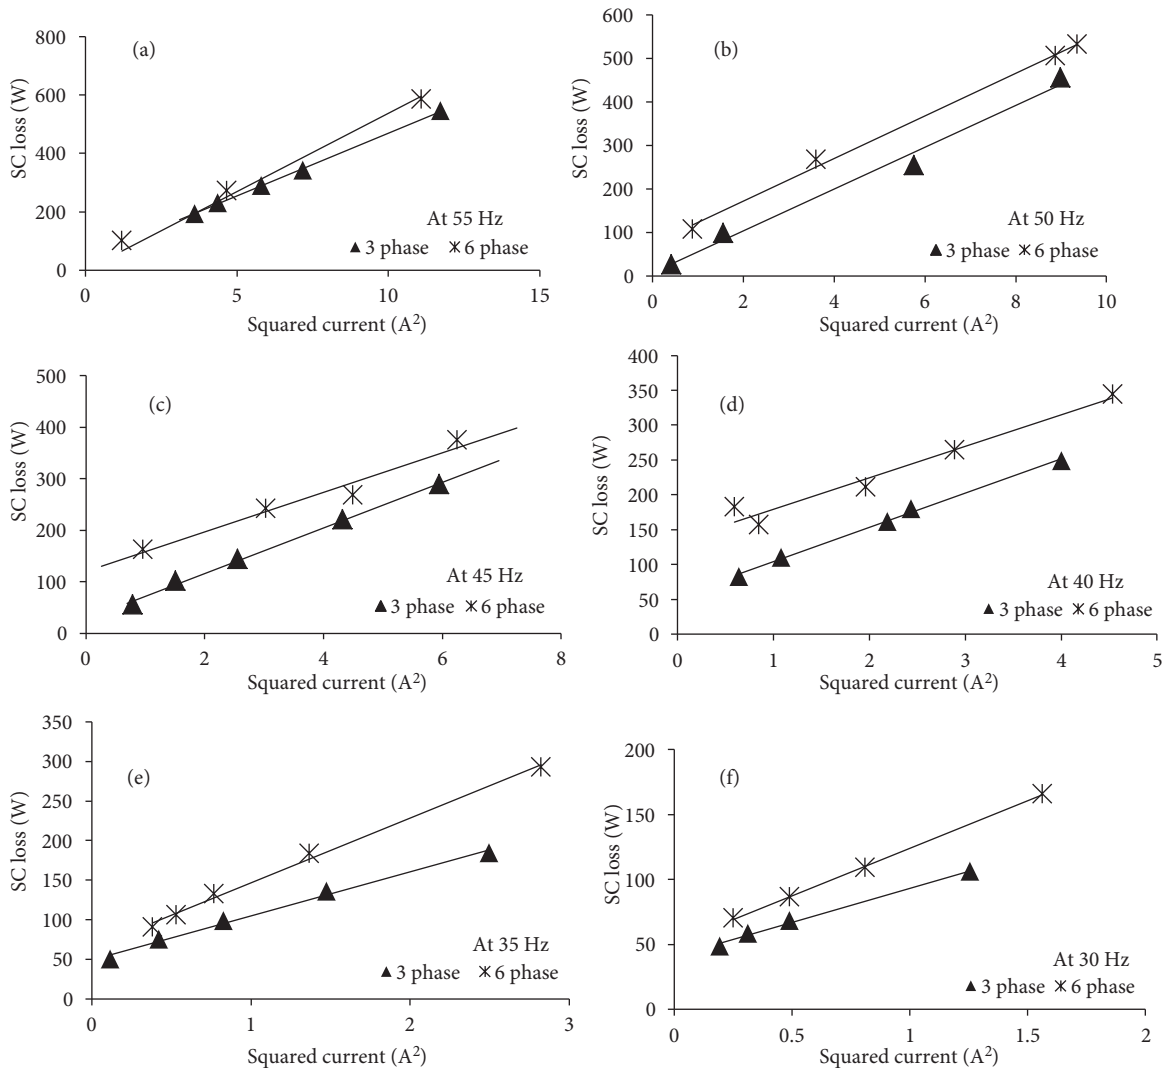 (a)
SC loss (W)
800
600
400
200
0
0 5 10 15
Squared current (A²)
At 55 Hz
3 phase 6 phase
(b)
SC loss (W)
600
500
400
300
200
100
0
0 2 4 6 8 10
Squared current (A²)
At 50 Hz
3 phase 6 phase
(c)
SC loss (W)
500
400
300
200
100
0
0 2 4 6 8
Squared current (A²)
At 45 Hz
3 phase 6 phase
(d)
SC loss (W)
400
350
300
250
200
150
100
50
0
0 1 2 3 4 5
Squared current (A²)
At 40 Hz
3 phase 6 phase
(e)
SC loss (W)
350
300
250
200
150
100
50
0
0 1 2 3
Squared current (A²)
At 35 Hz
3 phase 6 phase
(f)
SC loss (W)
200
150
100
50
0
0 0.5 1 1.5 2
Squared current (A²)
At 30 Hz
3 phase 6 phase